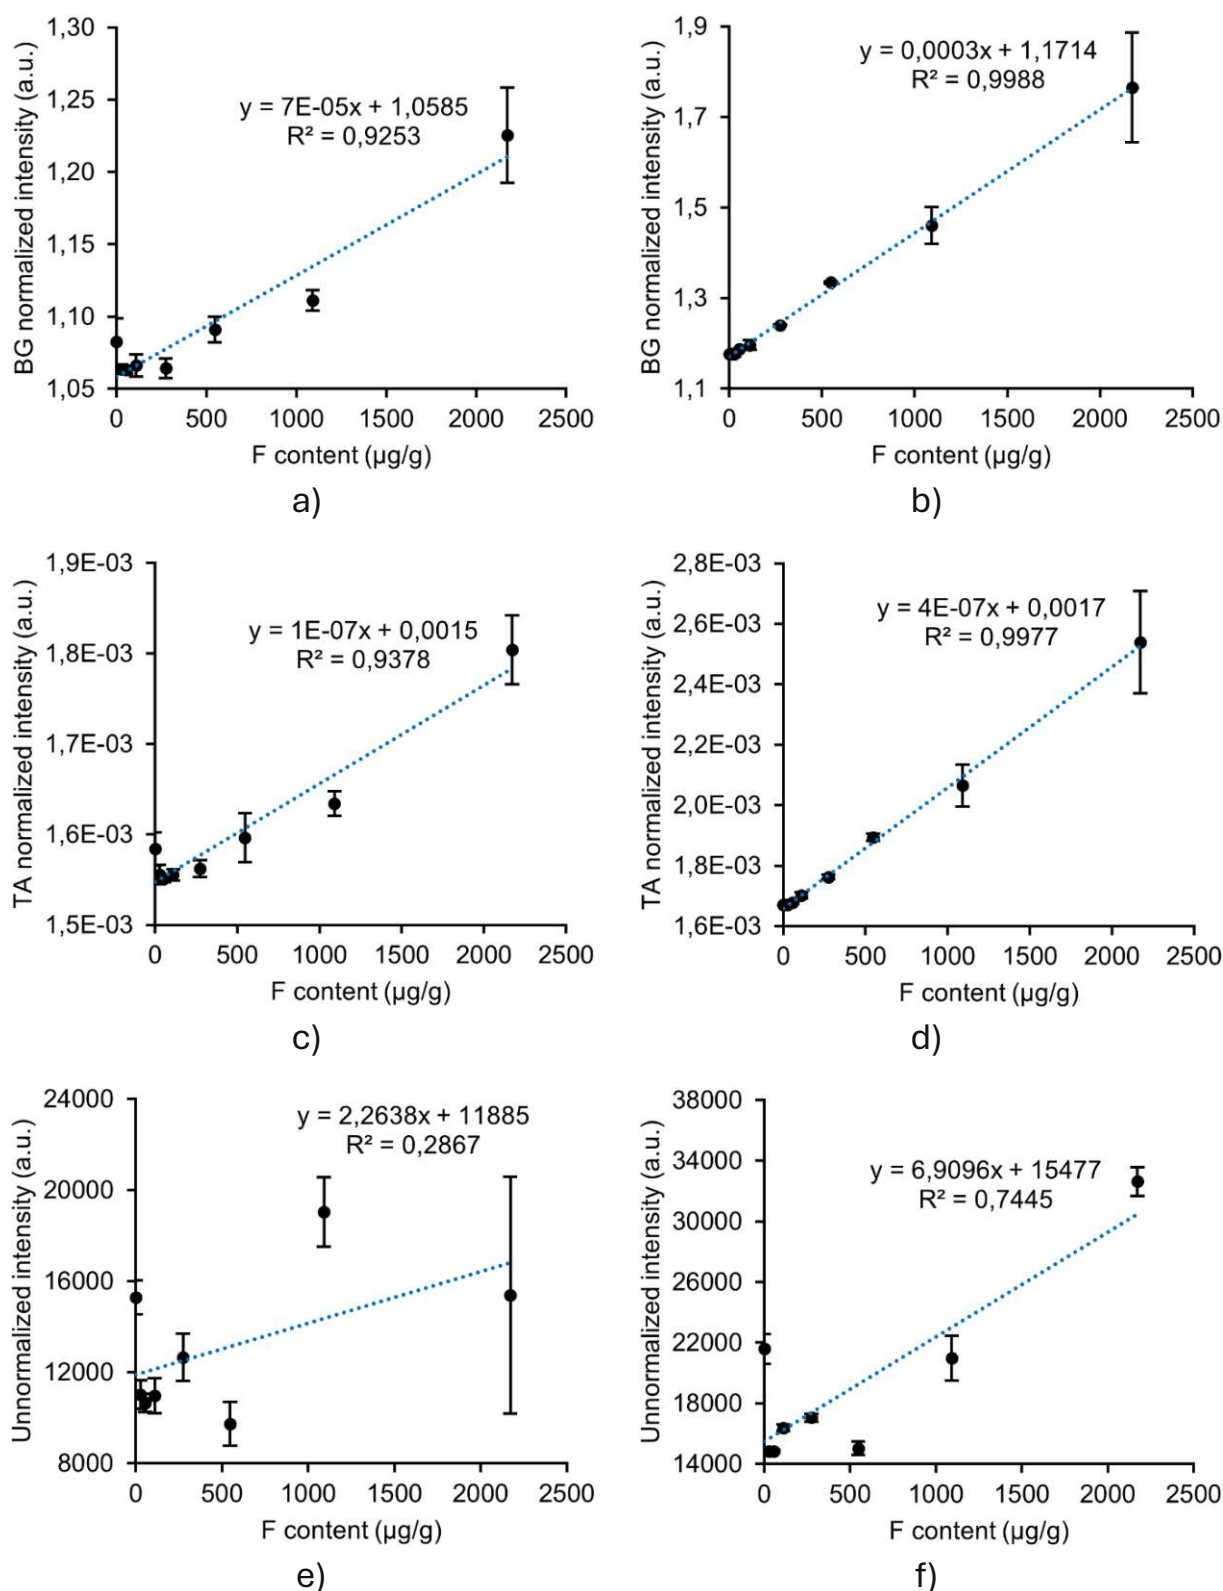 BG normalized intensity (a.u.)
1,30
1,25
1,20
1,15
1,10
1,05
y = 7E-05x + 1,0585
R² = 0,9253
0 500 1000 1500 2000 2500
F content (µg/g)
a)
BG normalized intensity (a.u.)
1,9
1,7
1,5
1,3
1,1
y = 0,0003x + 1,1714
R² = 0,9988
0 500 1000 1500 2000 2500
F content (µg/g)
b)
TA normalized intensity (a.u.)
1,9E-03
1,8E-03
1,7E-03
1,6E-03
1,5E-03
y = 1E-07x + 0,0015
R² = 0,9378
0 500 1000 1500 2000 2500
F content (µg/g)
c)
TA normalized intensity (a.u.)
2,8E-03
2,6E-03
2,4E-03
2,2E-03
2,0E-03
1,8E-03
1,6E-03
y = 4E-07x + 0,0017
R² = 0,9977
0 500 1000 1500 2000 2500
F content (µg/g)
d)
Unnormalized intensity (a.u.)
24000
20000
16000
12000
8000
y = 2,2638x + 11885
R² = 0,2867
0 500 1000 1500 2000 2500
F content (µg/g)
e)
Unnormalized intensity (a.u.)
38000
34000
30000
26000
22000
18000
14000
y = 6,9096x + 15477
R² = 0,7445
0 500 1000 1500 2000 2500
F content (µg/g)
f)